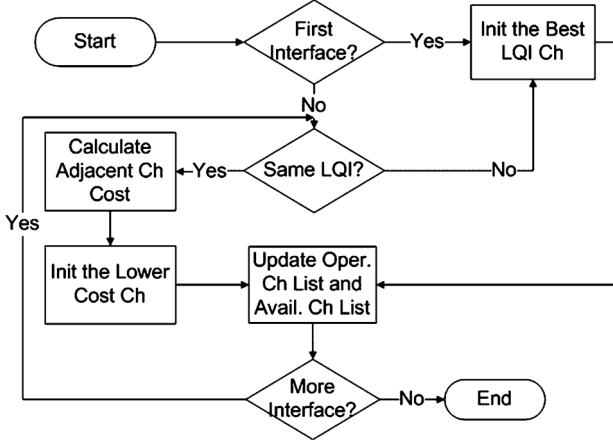 Start
First
Interface?
Yes
Init the Best
LQI Ch
No
Calculate
Adjacent Ch
Cost
Yes
Same LQI?
No
Yes
Init the Lower
Cost Ch
Update Oper.
Ch List and
Avail. Ch List
More
Interface?
No
End